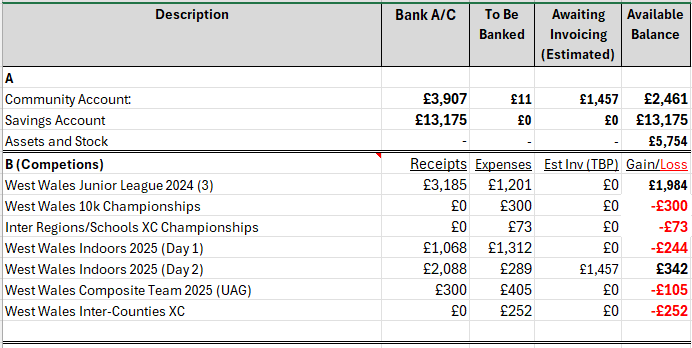 Description Bank A/C To Be Banked Awaiting Invoicing (Estimated) Available Balance
A
Community Account: £3,907 £11 £1,457 £2,461
Savings Account £13,175 £0 £0 £13,175
Assets and Stock - - - £5,754
B (Competions) Receipts Expenses Est Inv (TBP) Gain/Loss
West Wales Junior League 2024 (3) £3,185 £1,201 £0 £1,984
West Wales 10k Championships £0 £300 £0 -£300
Inter Regions/Schools XC Championships £0 £73 £0 -£73
West Wales Indoors 2025 (Day 1) £1,068 £1,312 £0 -£244
West Wales Indoors 2025 (Day 2) £2,088 £289 £1,457 £342
West Wales Composite Team 2025 (UAG) £300 £405 £0 -£105
West Wales Inter-Counties XC £0 £252 £0 -£252